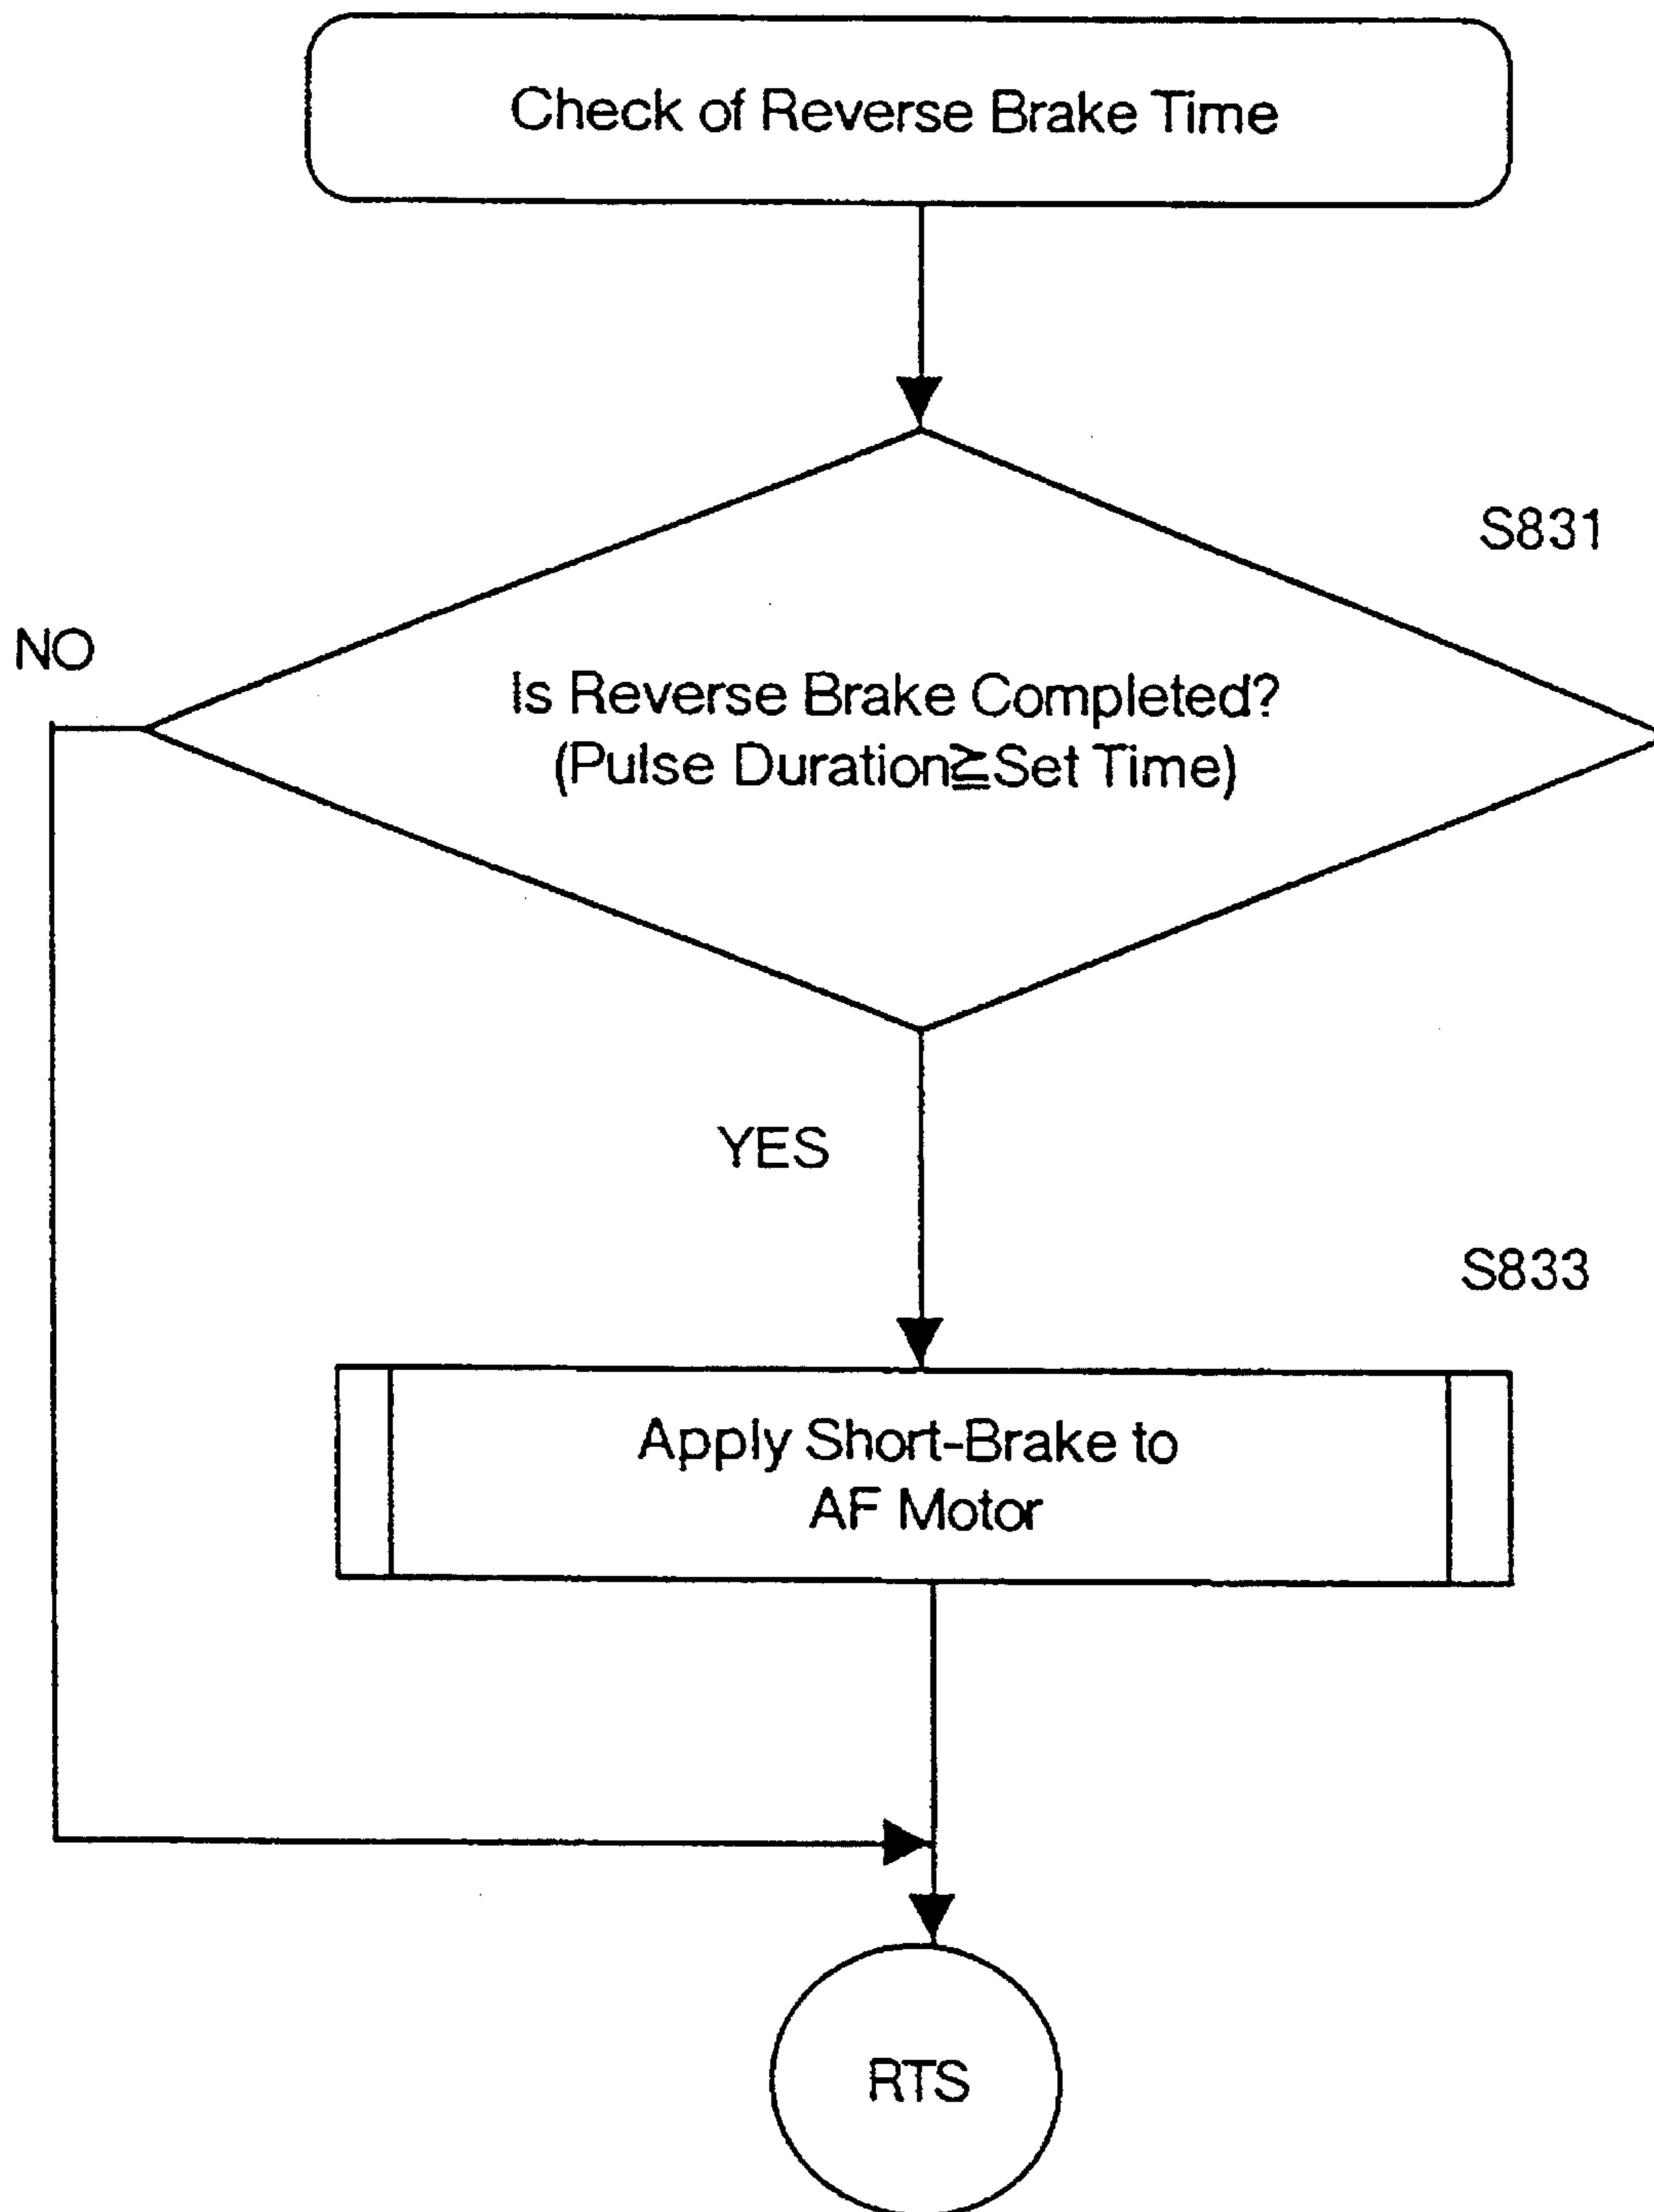 Check of Reverse Brake Time
S831
NO
Is Reverse Brake Completed?
(Pulse Duration≧Set Time)
YES
S833
Apply Short-Brake to
AF Motor
RTS